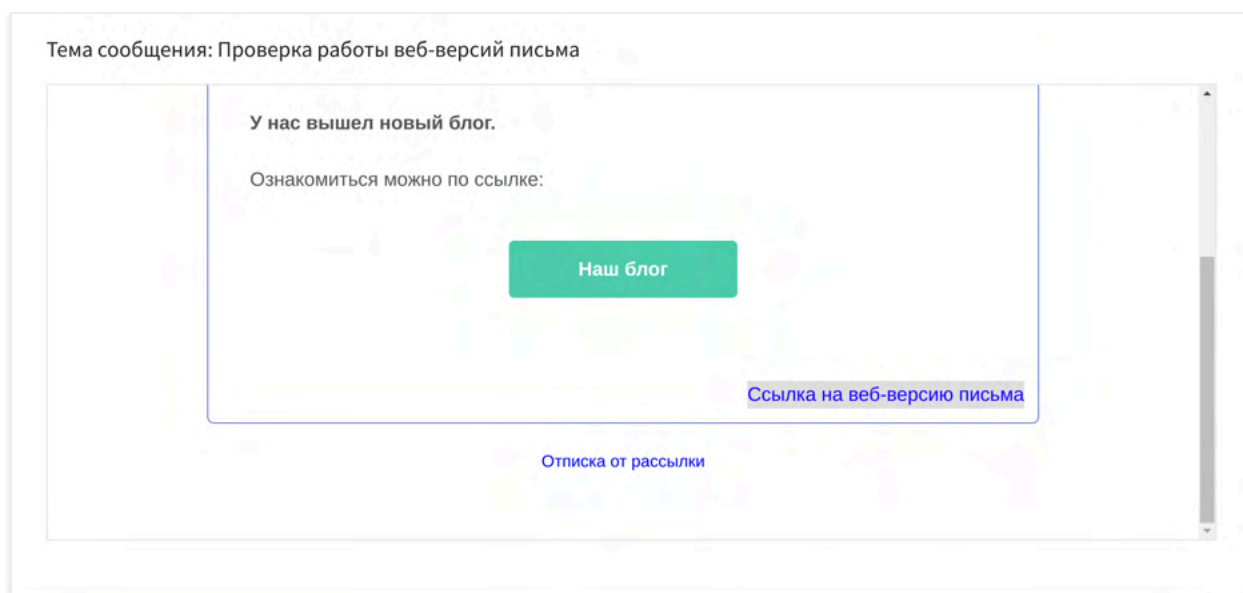 Тема сообщения: Проверка работы веб-версий письма
У нас вышел новый блог.
Ознакомиться можно по ссылке:
Наш блог
Ссылка на веб-версию письма
Отписка от рассылки